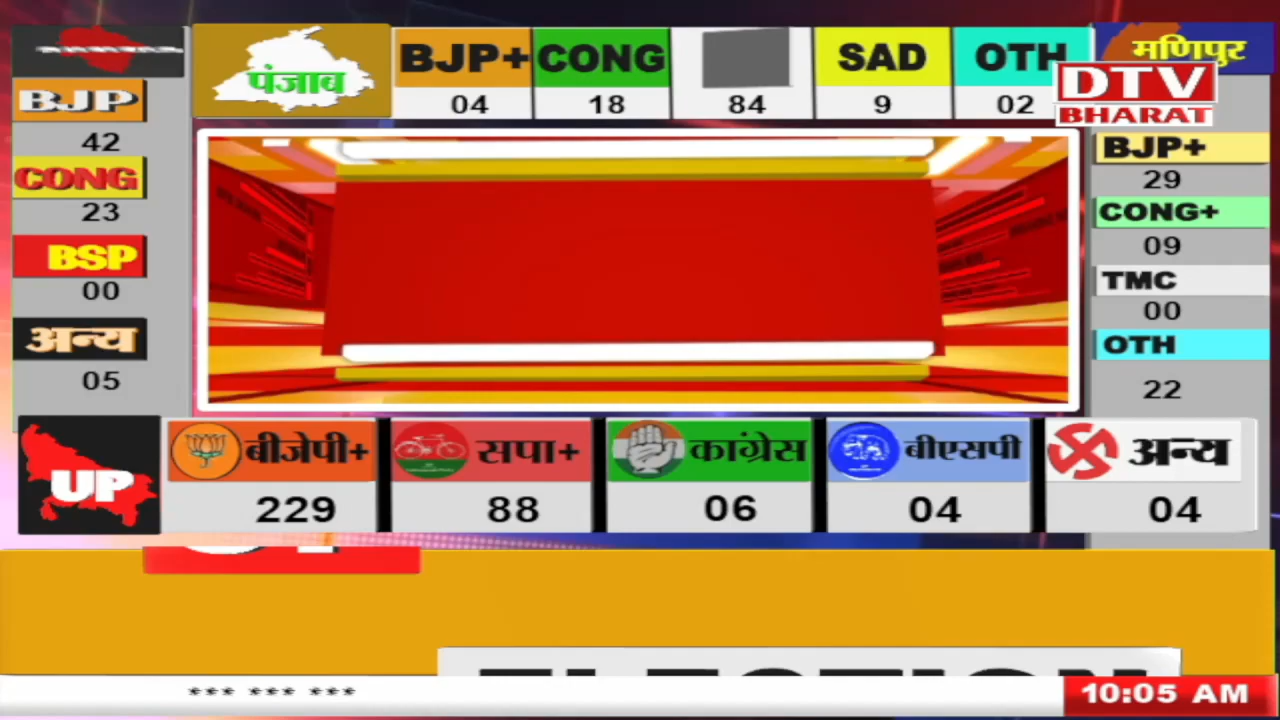 पंजाब
BJP+ CONG SAD OTH
04 18 84 9 02
मणिपुर
DTV
BHARAT
BJP
42
CONG
23
BSP
00
अन्य
05
BJP+
29
CONG+
09
TMC
00
OTH
22
UP
बीजेपी+ सपा+ कांग्रेस बीएसपी अन्य
229 88 06 04 04
*** *** ***
10:05 AM